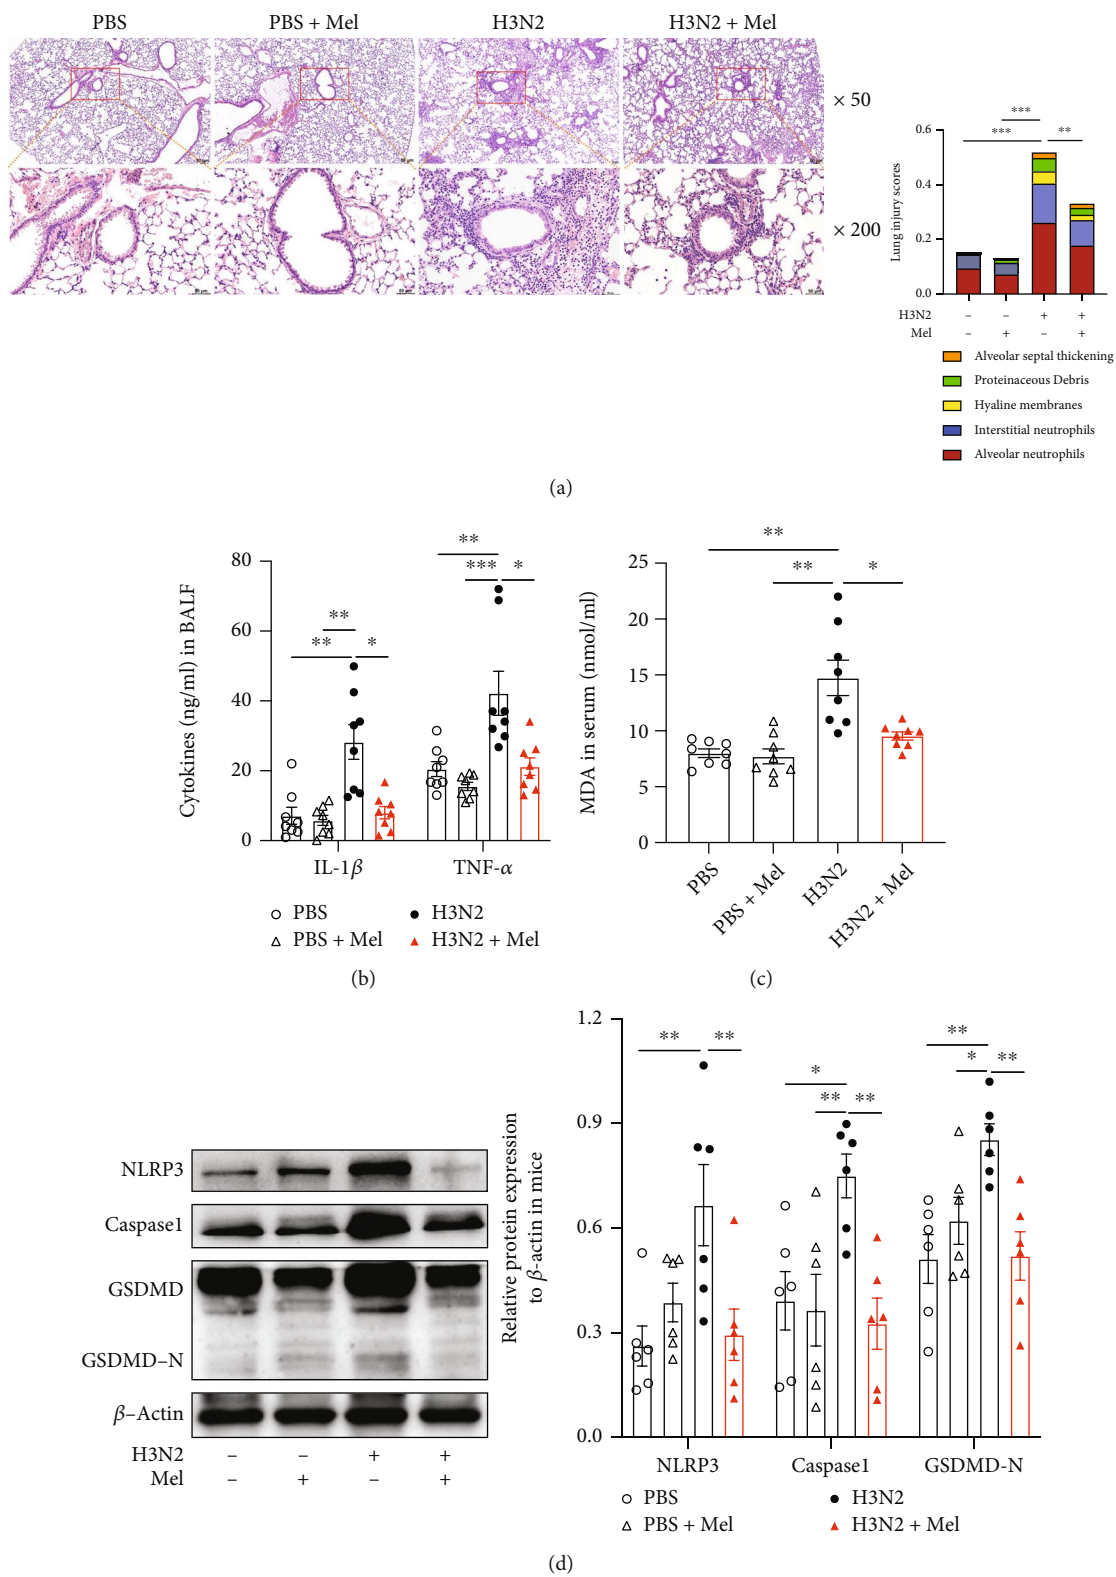 PBS PBS + Mel H3N2 H3N2 + Mel
× 50
× 200
Lung injury scores
0.6
0.4
0.2
0.0
*** 
*** **
H3N2 – – + +
Mel – + – +
Alveolar septal thickening
Proteinaceous Debris
Hyaline membranes
Interstitial neutrophils
Alveolar neutrophils
(a)
Cytokines (ng/ml) in BALF
80
60
40
20
0
**
*** *
**
** *
IL-1β TNF-α
PBS H3N2
PBS + Mel H3N2 + Mel
(b)
MDA in serum (nmol/ml)
25
20
15
10
5
0
**
** *
PBS
PBS + Mel
H3N2
H3N2 + Mel
(c)
NLRP3
Caspase1
GSDMD
GSDMD–N
β–Actin
H3N2 – – + +
Mel – + – +
Relative protein expression
to β-actin in mice
1.2
0.9
0.6
0.3
0.0
** **
*
** **
**
* **
NLRP3 Caspase1 GSDMD-N
PBS H3N2
PBS + Mel H3N2 + Mel
(d)